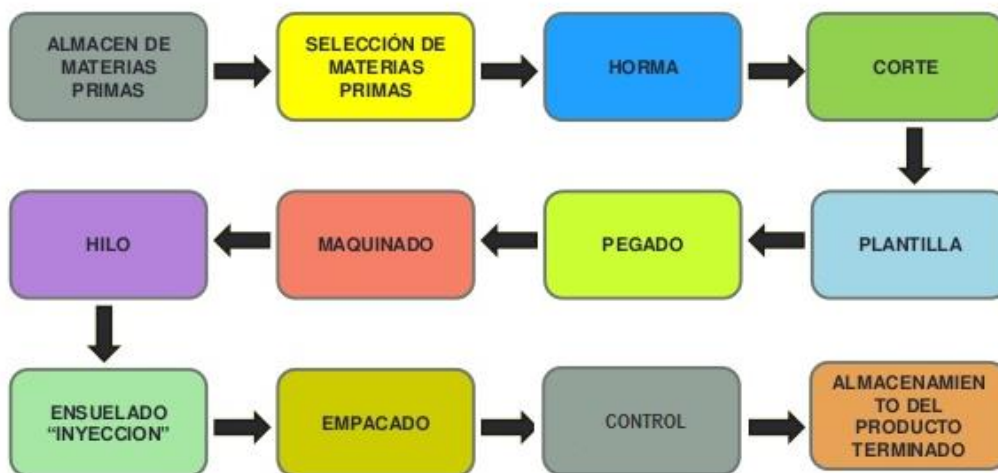 ALMACEN DE
MATERIAS
PRIMAS
SELECCIÓN DE
MATERIAS
PRIMAS
HORMA
CORTE
HILO
MAQUINADO
PEGADO
PLANTILLA
ENSUELADO
“INYECCION”
EMPACADO
CONTROL
ALMACENAMIEN
TO DEL
PRODUCTO
TERMINADO